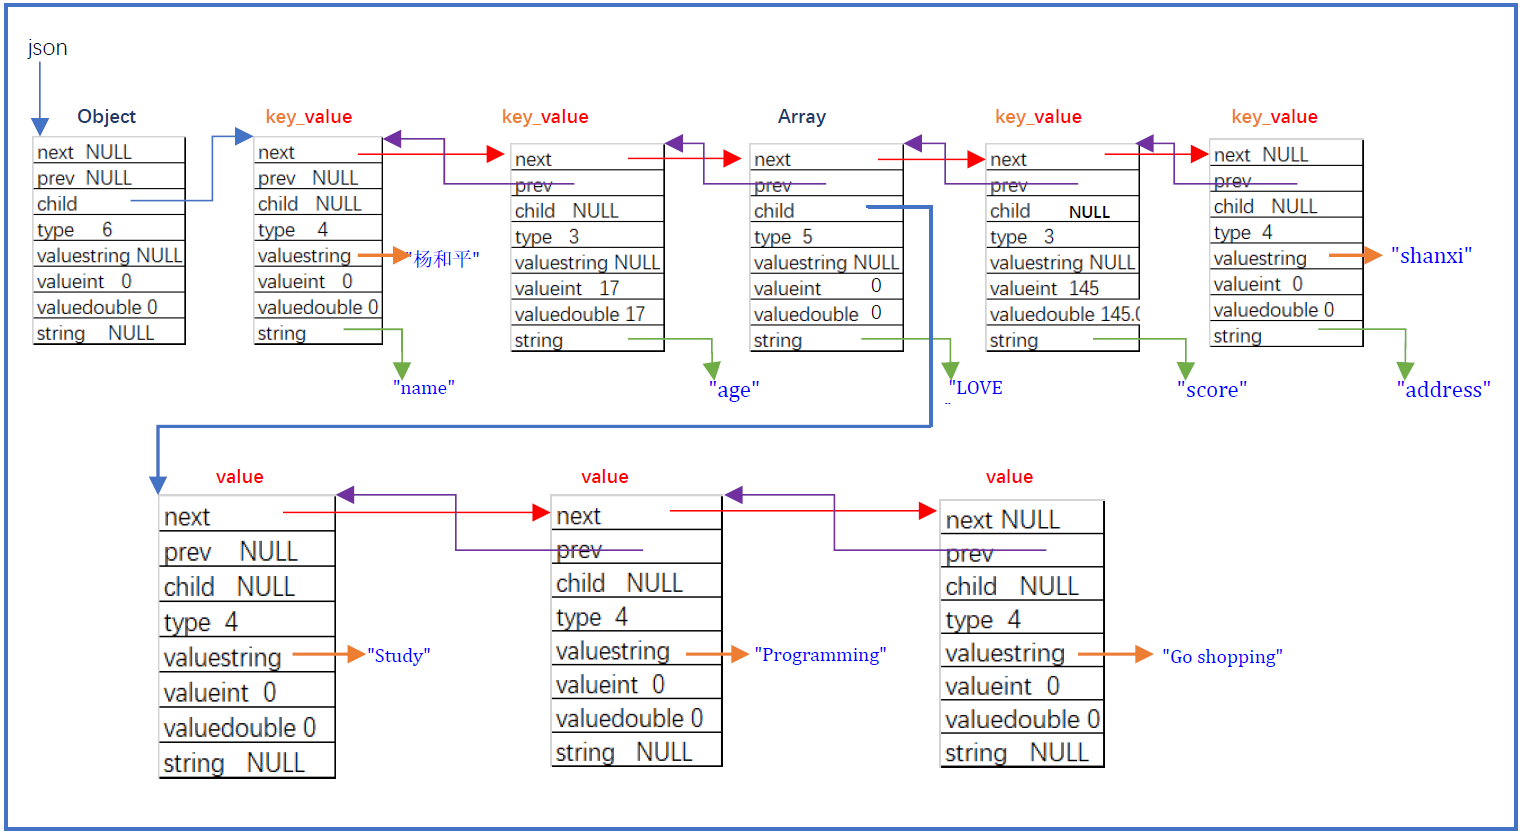 json
Object
next NULL
prev NULL
child
type 6
valuestring NULL
valueint 0
valuedouble 0
string NULL
key_value
next
prev NULL
child NULL
type 4
valuestring
"杨和平"
valueint 0
valuedouble 0
string
"name"
key_value
next
prev
child NULL
type 3
valuestring NULL
valueint 17
valuedouble 17
string
"age"
Array
next
prev
child
type 5
valuestring NULL
valueint 0
valuedouble 0
string
"LOVE
"
key_value
next
prev
child NULL
type 3
valuestring NULL
valueint 145
valuedouble 145.0
string
"score"
key_value
next NULL
prev
child NULL
type 4
valuestring
"shanxi"
valueint 0
valuedouble 0
string
"address"
value
next
prev NULL
child NULL
type 4
valuestring
"Study"
valueint 0
valuedouble 0
string NULL
value
next
prev
child NULL
type 4
valuestring
"Programming"
valueint 0
valuedouble 0
string NULL
value
next NULL
prev
child NULL
type 4
valuestring
"Go shopping"
valueint 0
valuedouble 0
string NULL